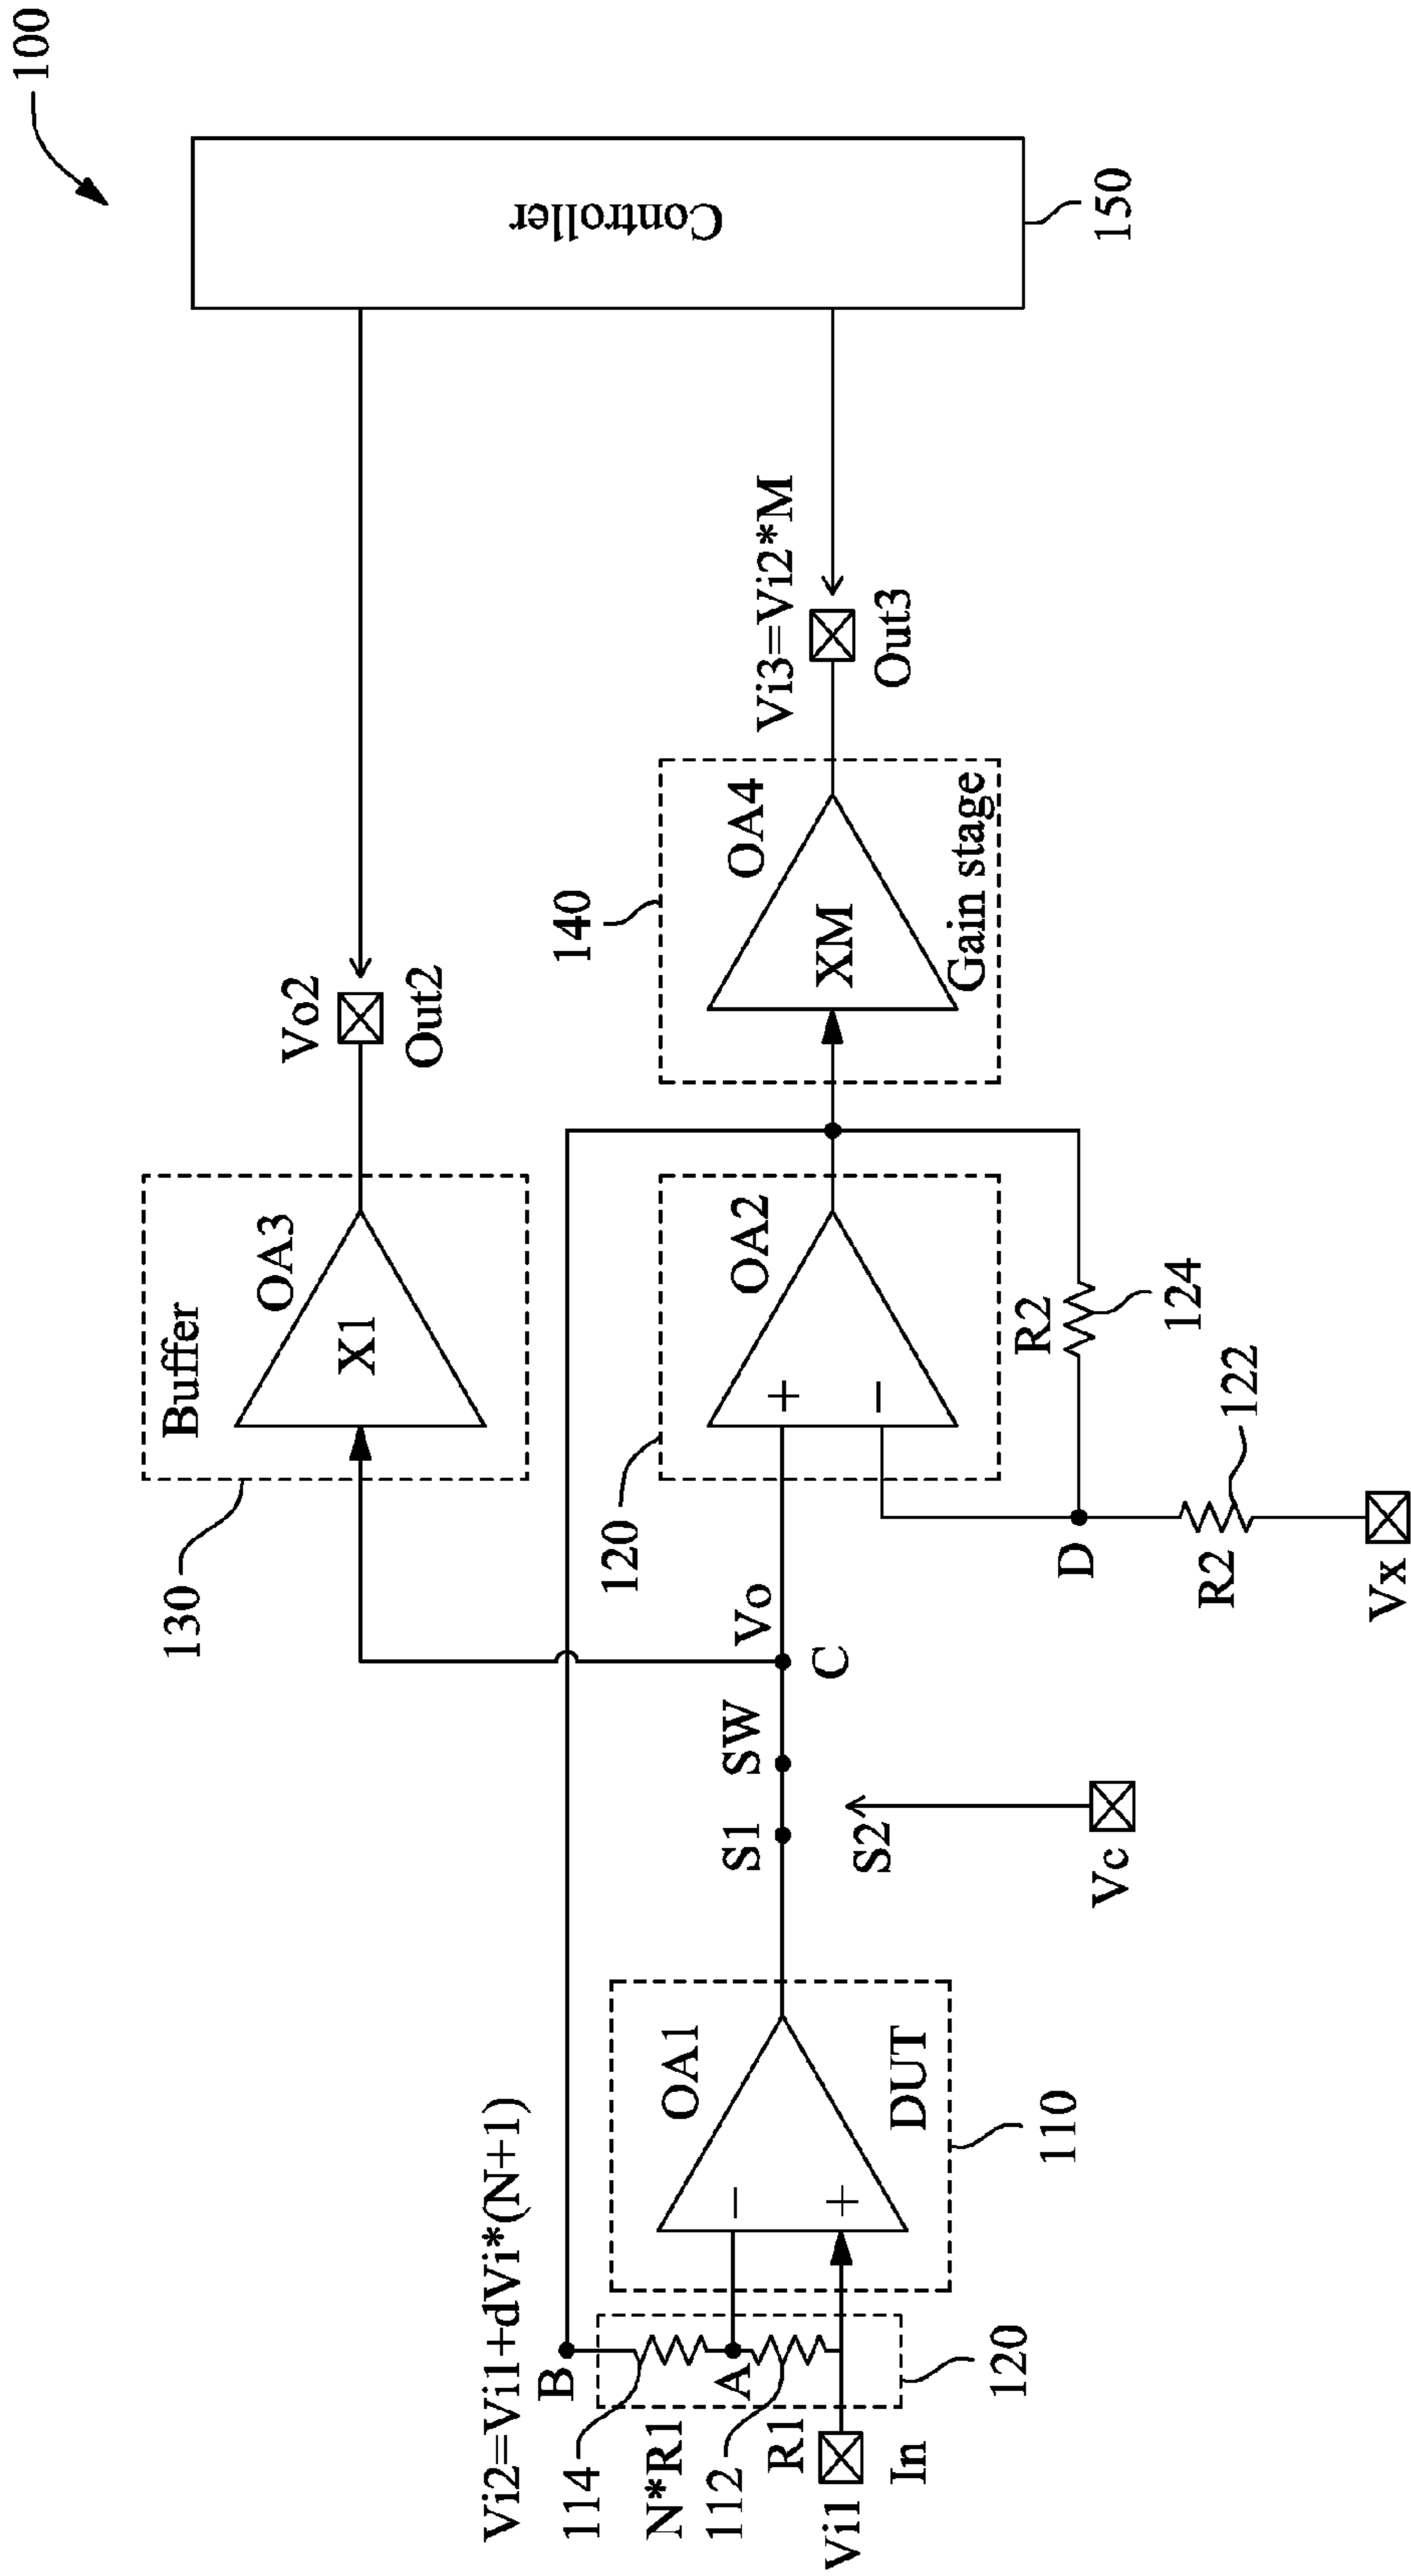 100
Controller
150
Buffer
OA3
X1
130
Vo2
Out2
140
OA4
XM
Gain stage
Vi3=Vi2*M
Out3
120
OA2
+
−
R2
124
D
R2
122
Vx
Vo
C
SW
S1
S2
Vc
OA1
−
+
DUT
110
Vi2=Vi1+dVi*(N+1)
B
114
N*R1
A
112
R1
120
Vi1
In